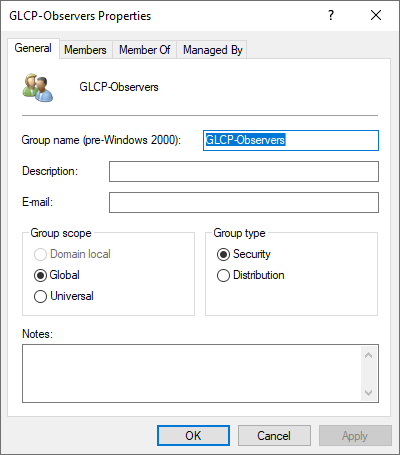 GLCP-Observers Properties
?
General Members Member Of Managed By
GLCP-Observers
Group name (pre-Windows 2000): GLCP-Observers
Description:
E-mail:
Group scope
Domain local
Global
Universal
Group type
Security
Distribution
Notes:
OK Cancel Apply